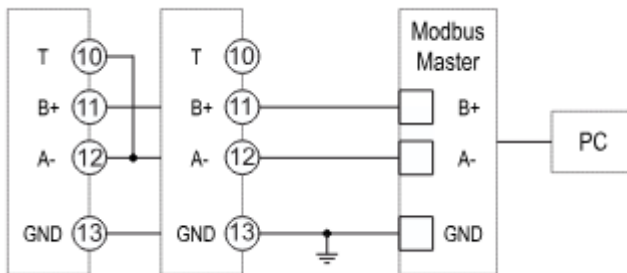 Modbus
Master
T 10 T 10
B+ 11 B+ 11 B+
A- 12 A- 12 A-
PC
GND 13 GND 13 GND